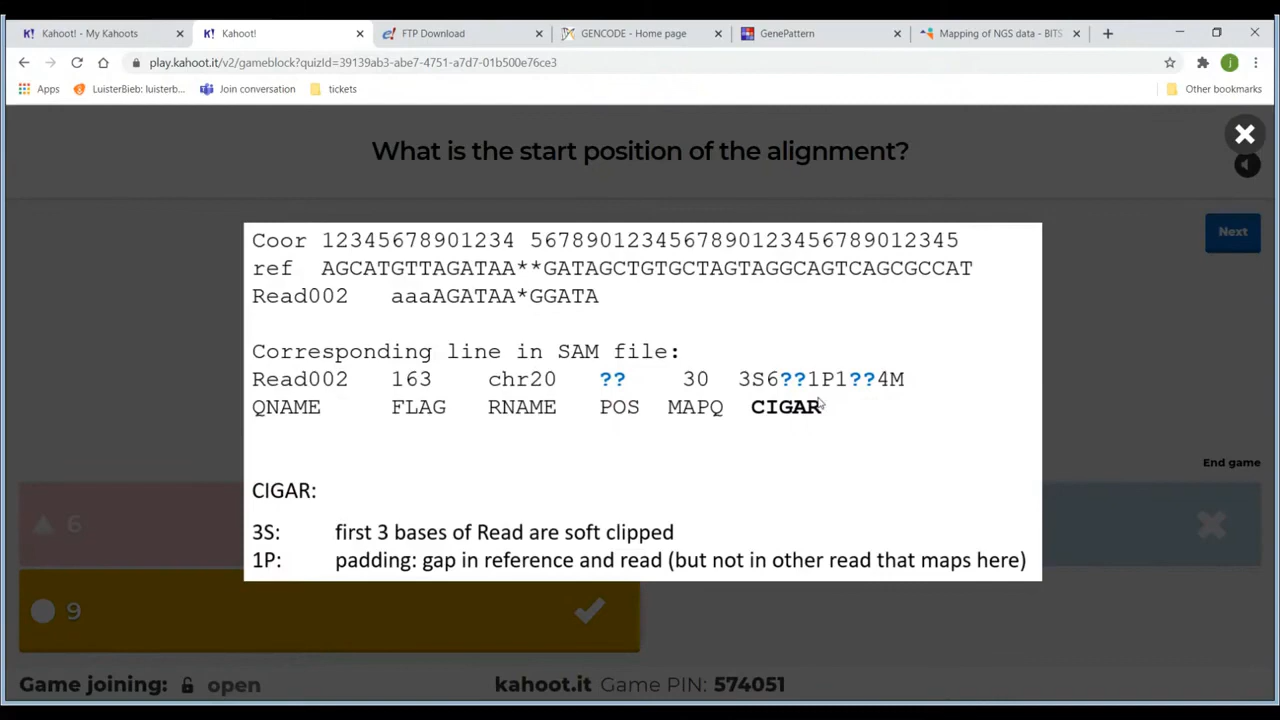 Kahoot! - My Kahoots
Kahoot!
FTP Download
GENCODE - Home page
GenePattern
Mapping of NGS data - BITS
play.kahoot.it/v2/gameblock?quizId=39139ab3-abe7-4751-a7d7-01b500e76ce3
Apps
LuisterBieb: luisterb...
Join conversation
tickets
Other bookmarks
What is the start position of the alignment?
Next
Coor 12345678901234 5678901234567890123456789012345
ref AGCATGTTAGATAA**GATAGCTGTGCTAGTAGGCAGTCAGCGCCAT
Read002 aaaAGATAA*GGATA
Corresponding line in SAM file:
Read002 163 chr20 ?? 30 3S6??1P1??4M
QNAME FLAG RNAME POS MAPQ CIGAR
End game
CIGAR:
3S: first 3 bases of Read are soft clipped
1P: padding: gap in reference and read (but not in other read that maps here)
6
9
Game joining: open
kahoot.it Game PIN: 574051